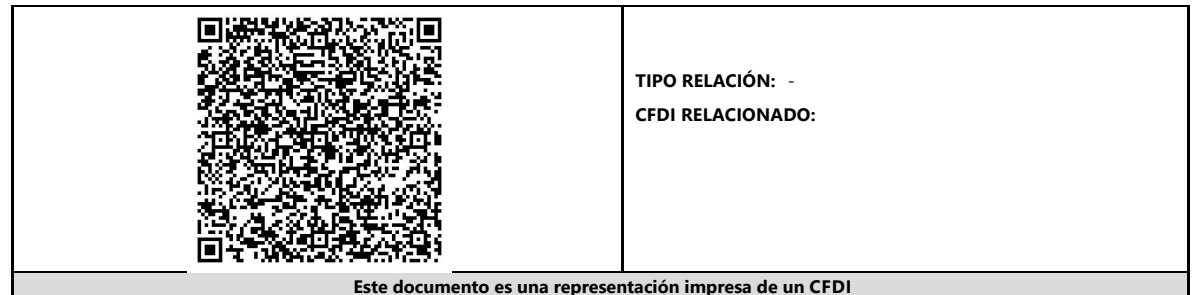 TIPO RELACIÓN: -
CFDI RELACIONADO:
Este documento es una representación impresa de un CFDI